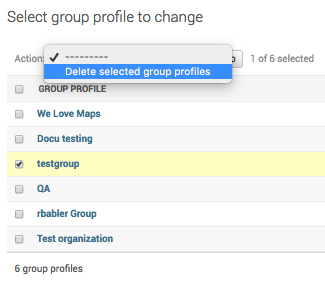 Select group profile to change
Action: ---------
Delete selected group profiles
1 of 6 selected
GROUP PROFILE
We Love Maps
Docu testing
testgroup
QA
rbabler Group
Test organization
6 group profiles